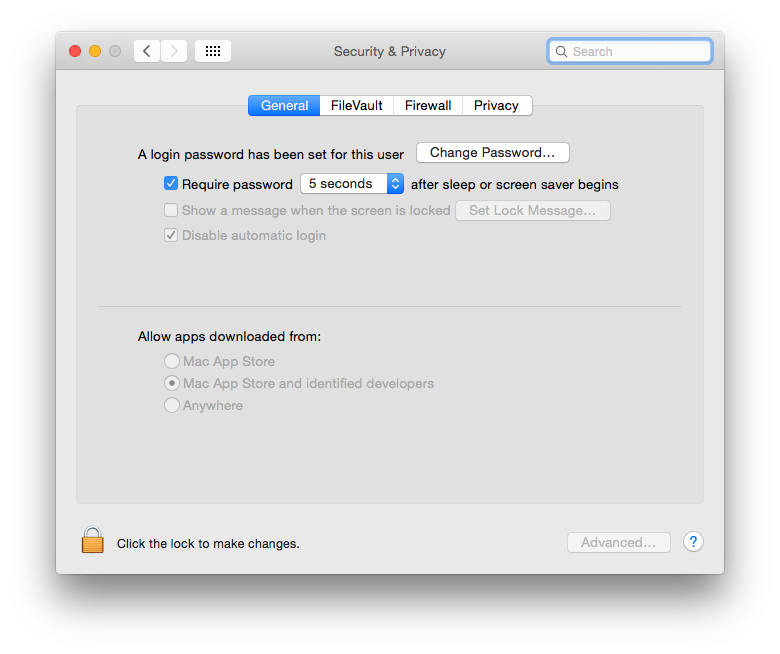 Security & Privacy
Search
General FileVault Firewall Privacy
A login password has been set for this user Change Password...
Require password 5 seconds after sleep or screen saver begins
Show a message when the screen is locked Set Lock Message...
Disable automatic login
Allow apps downloaded from:
Mac App Store
Mac App Store and identified developers
Anywhere
Click the lock to make changes.
Advanced... ?